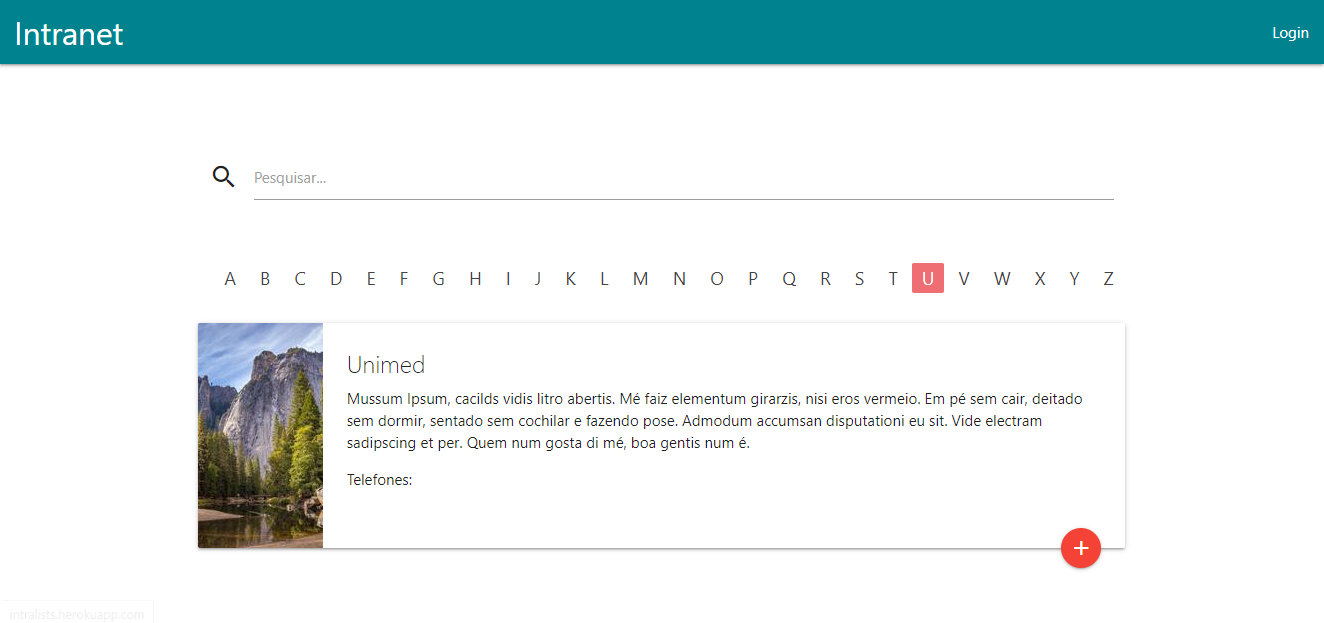 Intranet
Login
Pesquisar...
A B C D E F G H I J K L M N O P Q R S T U V W X Y Z
Unimed
Mussum Ipsum, cacilds vidis litro abertis. Mé faiz elementum girarzis, nisi eros vermeio. Em pé sem cair, deitado
sem dormir, sentado sem cochilar e fazendo pose. Admodum accumsan disputationi eu sit. Vide electram
sadipscing et per. Quem num gosta di mé, boa gentis num é.
Telefones:
+
intralists.herokuapp.com